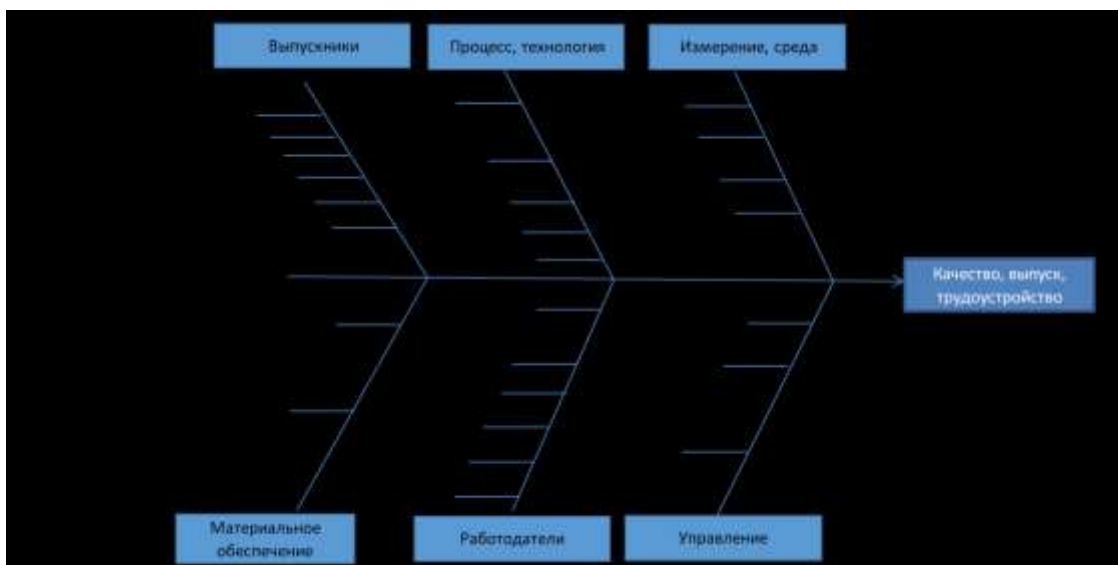 Выпускники
Процесс, технология
Измерение, среда
Качество, выпуск,
трудоустройство
Материальное
обеспечение
Работодатели
Управление